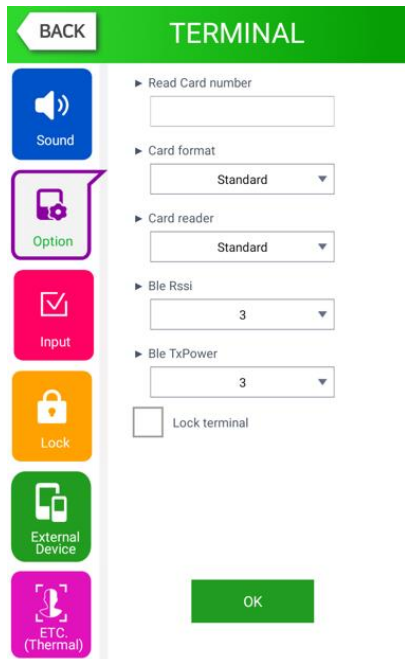 BACK
TERMINAL
Sound
Option
Input
Lock
External
Device
ETC.
(Thermal)
► Read Card number
► Card format
Standard ▼
► Card reader
Standard ▼
► Ble Rssi
3 ▼
► Ble TxPower
3 ▼
Lock terminal
OK